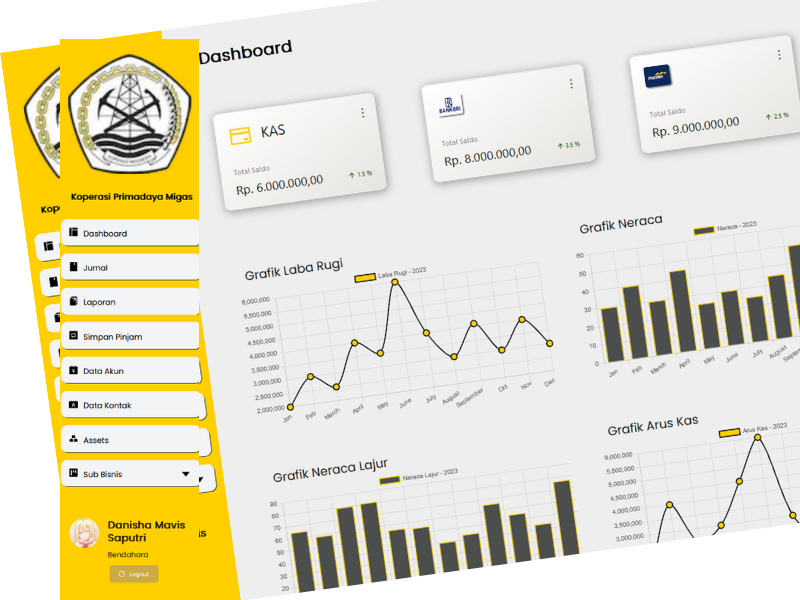 Dashboard
Koperasi Primadaya Migas
Dashboard
Jurnal
Laporan
Simpan Pinjam
Data Akun
Data Kontak
Assets
Sub Bisnis
Danisha Mavis
Saputri
Bendahara
Logout
Kop
is
KAS
Total Saldo
Rp. 6.000.000,00
1.5 %
BANK BRI
Total Saldo
Rp. 8.000.000,00
3.5 %
mandiri
Total Saldo
Rp. 9.000.000,00
2.5 %
Grafik Laba Rugi
Laba Rugi - 2023
6,000,000
5,500,000
5,000,000
4,500,000
4,000,000
3,500,000
3,000,000
2,500,000
2,000,000
Jan Feb March April May June July August September Oct Nov Dec
Grafik Neraca
Neraca - 2023
60
50
40
30
20
10
0
Jan Feb March April May June July August
Grafik Neraca Lajur
Neraca Lajur - 2023
90
80
70
60
50
40
30
20
Grafik Arus Kas
Arus Kas - 2023
6,000,000
5,500,000
5,000,000
4,500,000
4,000,000
3,500,000
3,000,000